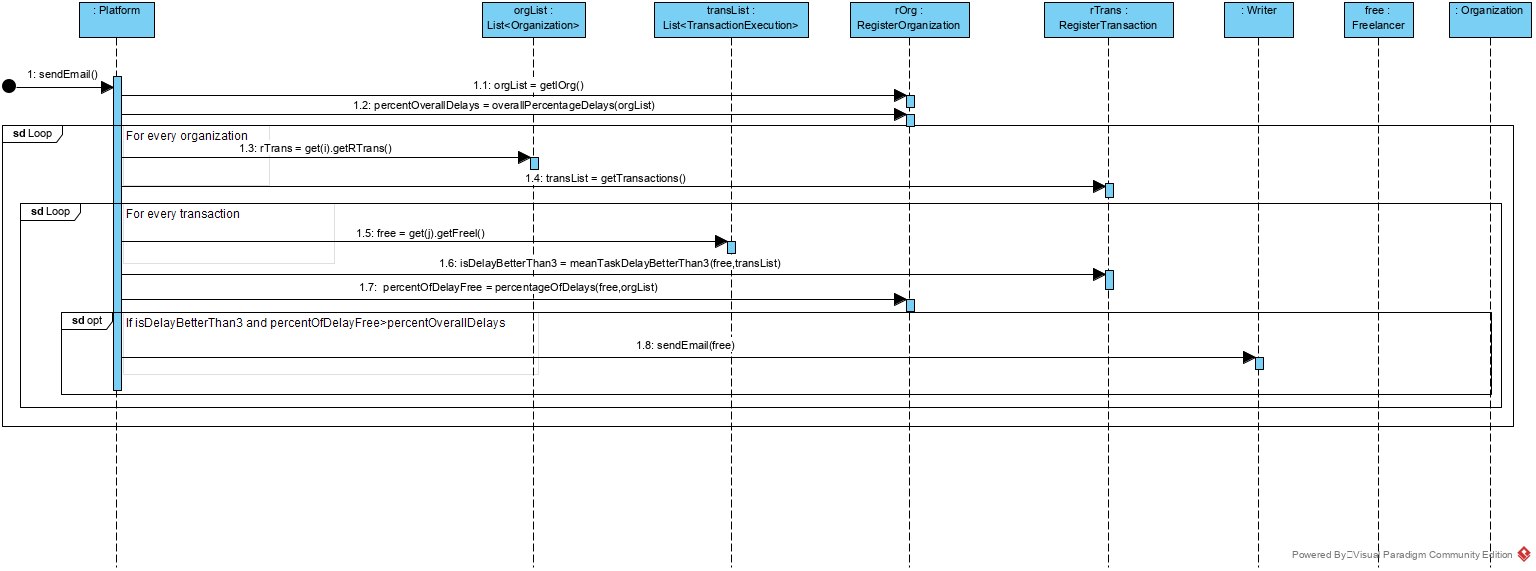 : Platform
orgList :
List<Organization>
transList :
List<TransactionExecution>
rOrg :
RegisterOrganization
rTrans :
RegisterTransaction
: Writer
free :
Freelancer
: Organization
1: sendEmail()
1.1: orgList = getlOrg()
1.2: percentOverallDelays = overallPercentageDelays(orgList)
sd Loop
For every organization
1.3: rTrans = get(i).getRTrans()
1.4: transList = getTransactions()
sd Loop
For every transaction
1.5: free = get(j).getFreel()
1.6: isDelayBetterThan3 = meanTaskDelayBetterThan3(free,transList)
1.7: percentOfDelayFree = percentageOfDelays(free,orgList)
sd opt
If isDelayBetterThan3 and percentOfDelayFree>percentOverallDelays
1.8: sendEmail(free)
Powered By Visual Paradigm Community Edition